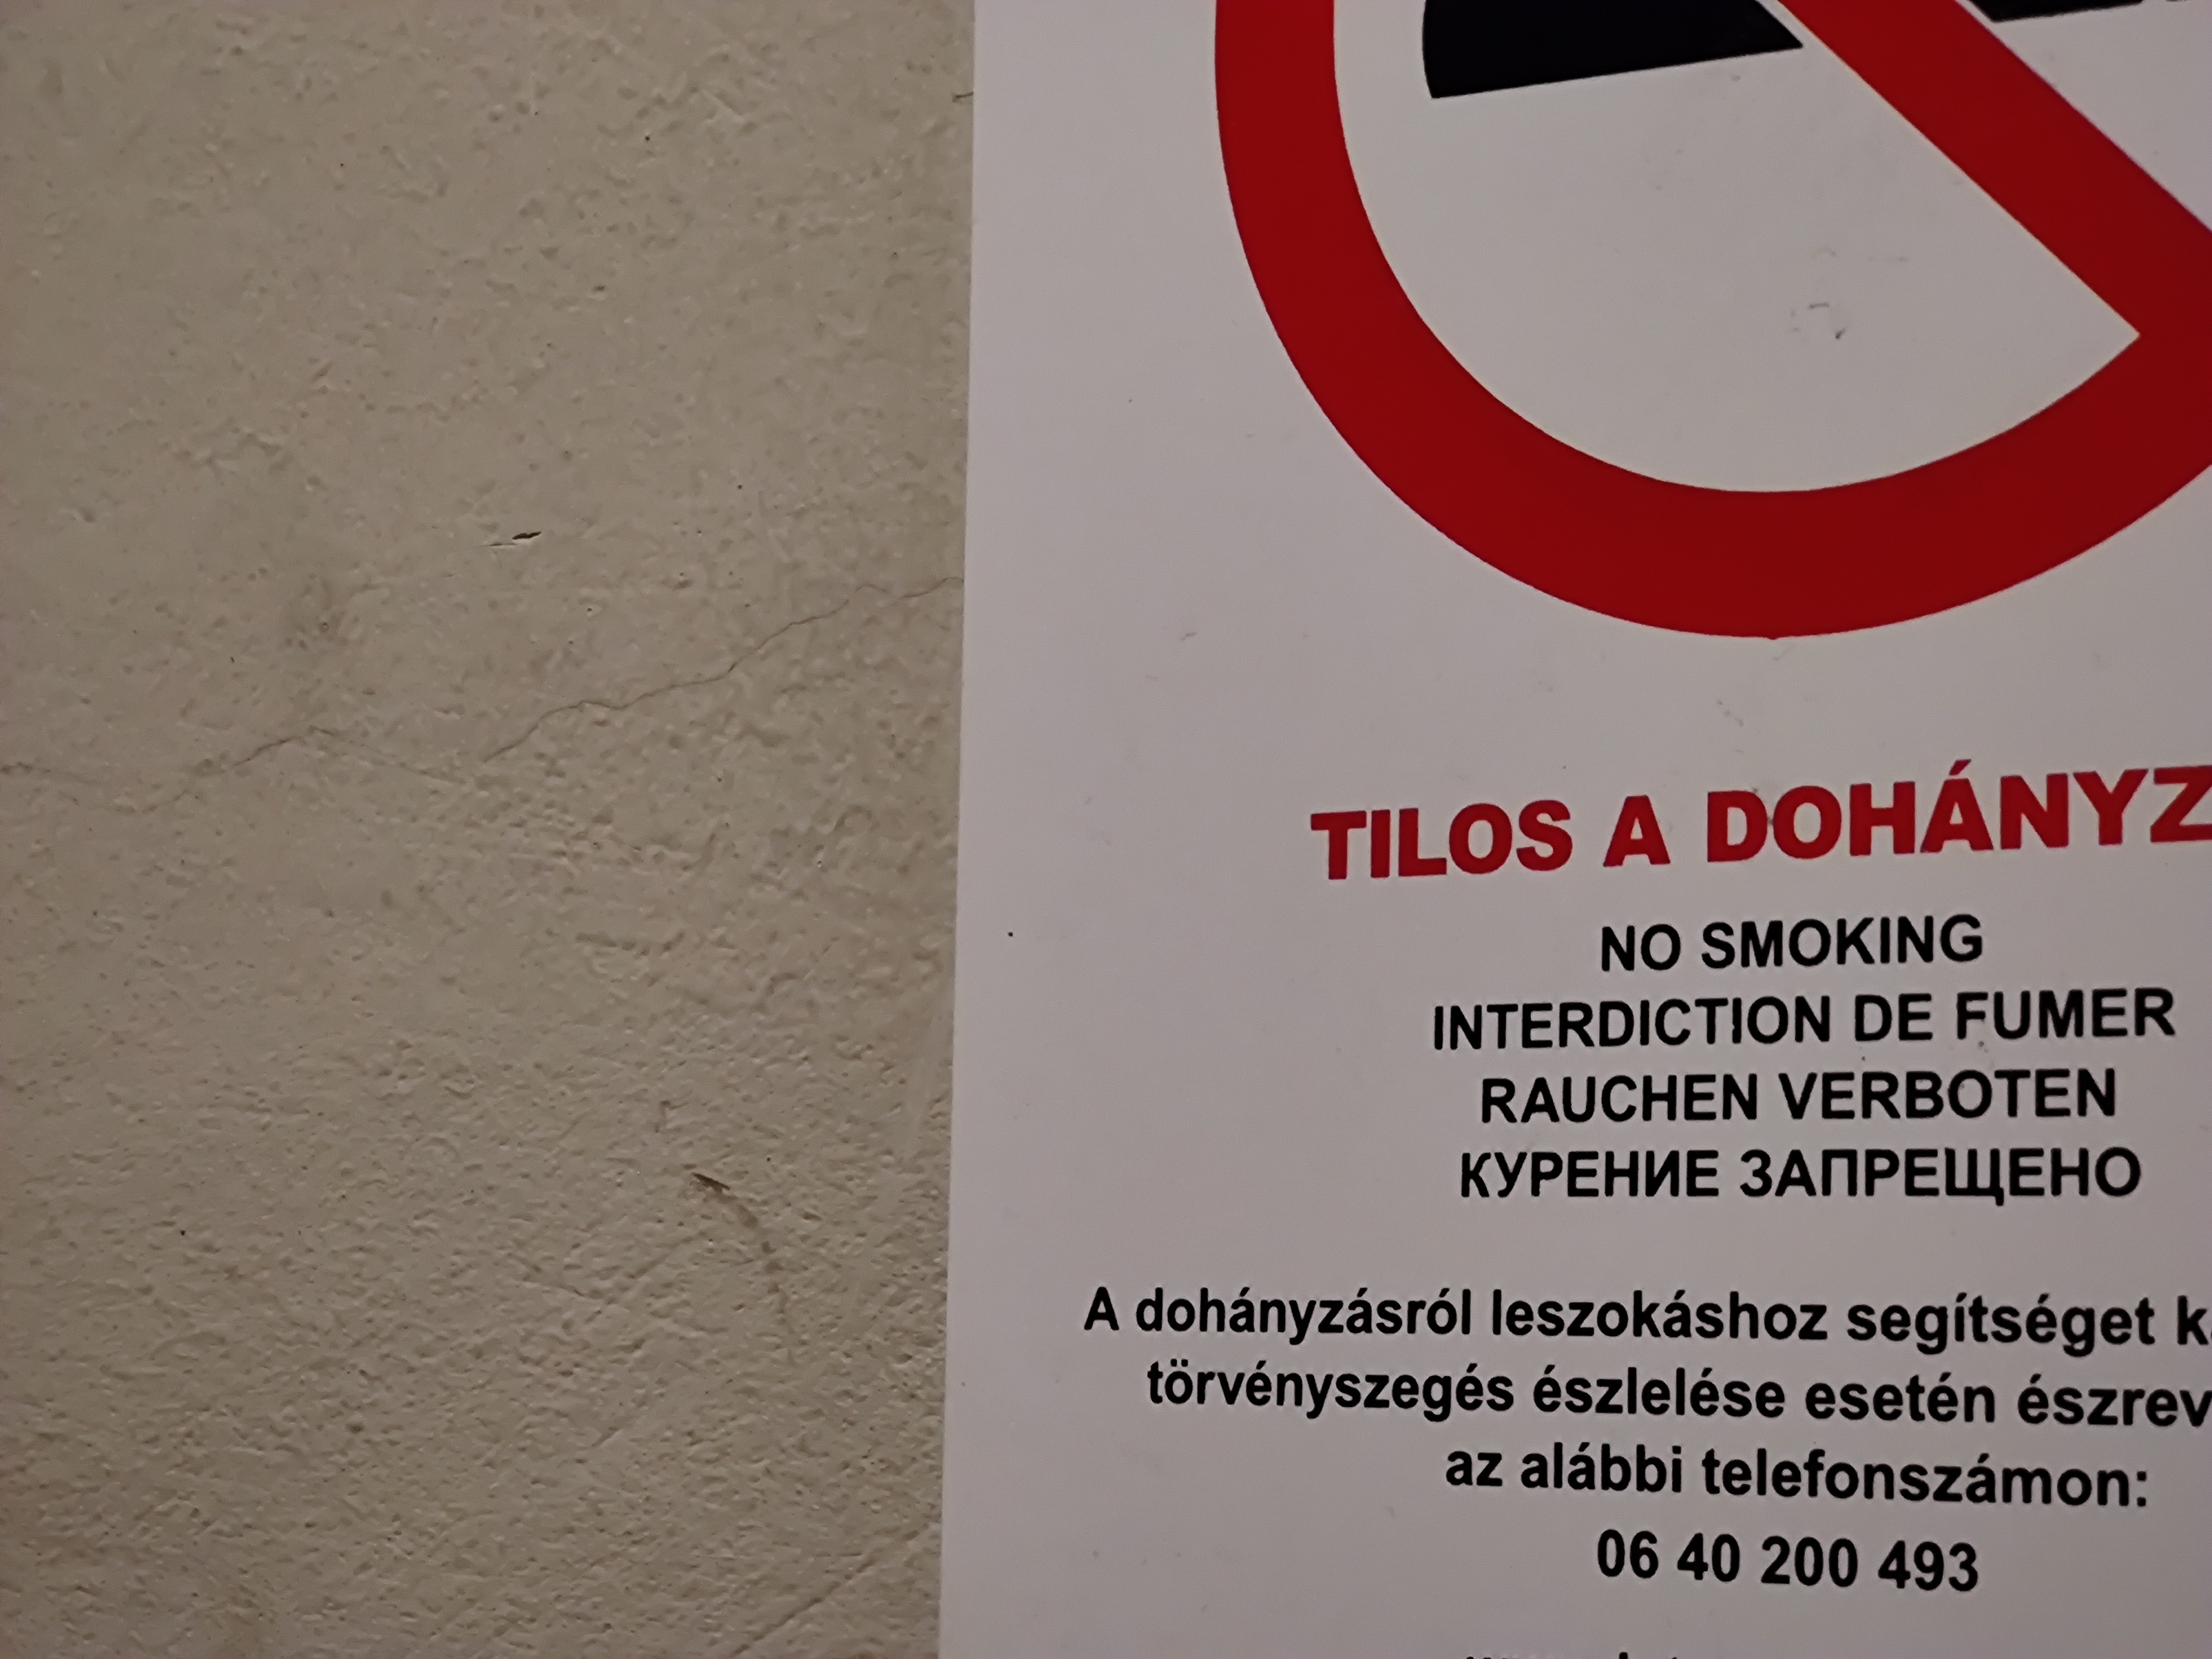 TILOS A DOHÁNYZ
NO SMOKING
INTERDICTION DE FUMER
RAUCHEN VERBOTEN
КУРЕНИЕ ЗАПРЕЩЕНО
A dohányzásról leszokáshoz segítséget k
törvényszegés észlelése esetén észrev
az alábbi telefonszámon:
06 40 200 493